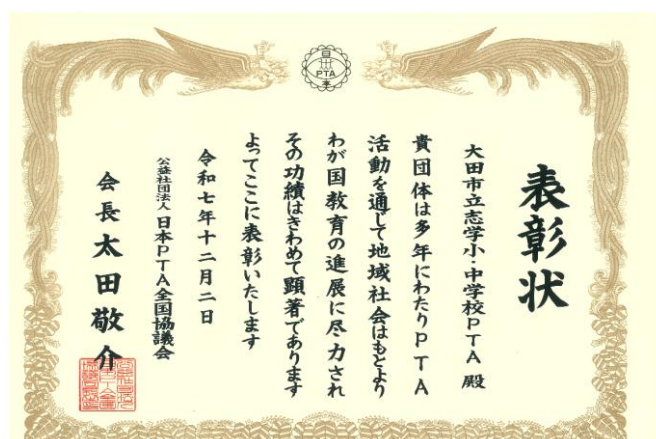 日
PTA
本
表彰状
大田市立志学小・中学校PTA 殿
貴団体は多年にわたりPTA
活動を通じて地域社会はもとより
わが国教育の進展に尽力され
その功績はきわめて顕著であります
よってここに表彰いたします
令和七年十二月二日
公益社団法人 日本PTA全国協議会
会長 太田敬介